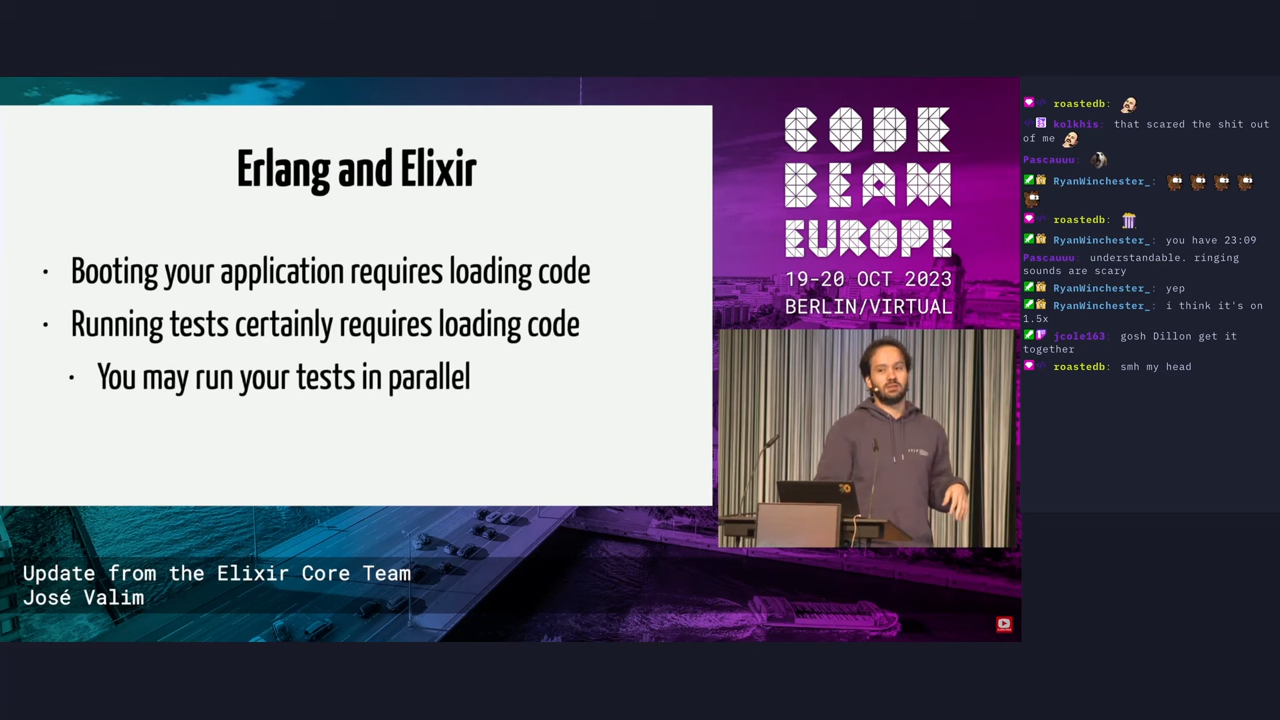 Erlang and Elixir
· Booting your application requires loading code
· Running tests certainly requires loading code
· You may run your tests in parallel
CODE
BEAM
EUROPE
19-20 OCT 2023
BERLIN/VIRTUAL
Update from the Elixir Core Team
José Valim
roastedb:
kolkhis: that scared the shit out
of me
Pascauuu:
RyanWinchester_:
roastedb:
RyanWinchester_: you have 23:09
Pascauuu: understandable. ringing
sounds are scary
RyanWinchester_: yep
RyanWinchester_: i think it's on
1.5x
jcole163: gosh Dillon get it
together
roastedb: smh my head